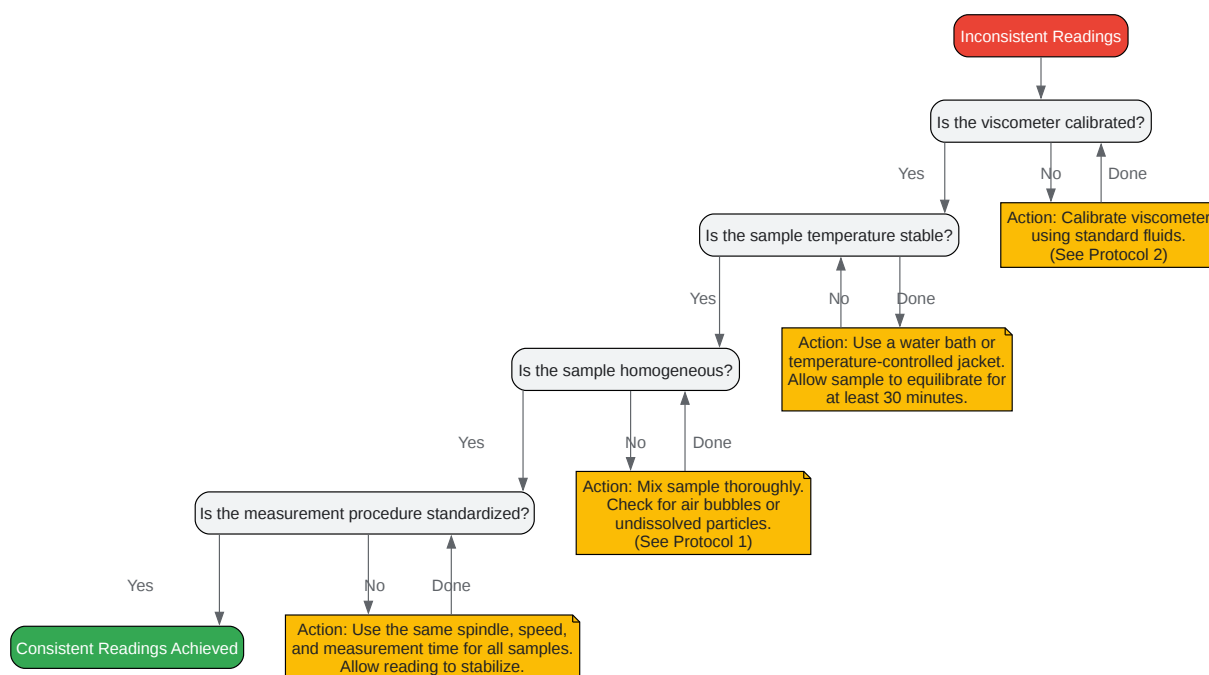 Inconsistent Readings
Is the viscometer calibrated?
Yes
No
Done
Action: Calibrate viscometer
using standard fluids.
(See Protocol 2)
Is the sample temperature stable?
Yes
No
Done
Action: Use a water bath or
temperature-controlled jacket.
Allow sample to equilibrate for
at least 30 minutes.
Is the sample homogeneous?
Yes
No
Done
Action: Mix sample thoroughly.
Check for air bubbles or
undissolved particles.
(See Protocol 1)
Is the measurement procedure standardized?
Yes
No
Done
Action: Use the same spindle, speed,
and measurement time for all samples.
Allow reading to stabilize.
Consistent Readings Achieved